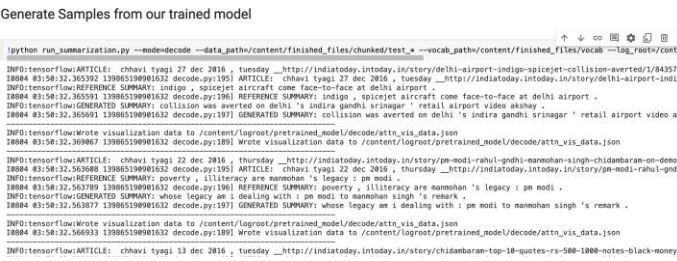 Generate Samples from our trained model
!python run_summarization.py --mode=decode --data_path=/content/finished_files/chunked/test_* --vocab_path=/content/finished_files/vocab --log_root=/cont
INFO:tensorflow:ARTICLE: chhavi tyagi 27 dec 2016 , tuesday __http://indiatoday.intoday.in/story/delhi-airport-indigo-spicejet-collision-averted/1/84357
I0804 03:50:32.365392 139865190901632 decode.py:195] ARTICLE: chhavi tyagi 27 dec 2016 , tuesday __http://indiatoday.intoday.in/story/delhi-airport-indi
INFO:tensorflow:REFERENCE SUMMARY: indigo , spicejet aircraft come face-to-face at delhi airport .
I0804 03:50:32.365591 139865190901632 decode.py:196] REFERENCE SUMMARY: indigo , spicejet aircraft come face-to-face at delhi airport .
INFO:tensorflow:GENERATED SUMMARY: collision was averted on delhi 's indira gandhi srinagar ' retail airport video akshay .
I0804 03:50:32.365691 139865190901632 decode.py:197] GENERATED SUMMARY: collision was averted on delhi 's indira gandhi srinagar ' retail airport video a
INFO:tensorflow:Wrote visualization data to /content/logroot/pretrained_model/decode/attn_vis_data.json
I0804 03:50:32.369067 139865190901632 decode.py:189] Wrote visualization data to /content/logroot/pretrained_model/decode/attn_vis_data.json
INFO:tensorflow:ARTICLE: chhavi tyagi 22 dec 2016 , thursday __http://indiatoday.intoday.in/story/pm-modi-rahul-gndhi-manmohan-singh-chidambaram-on-demo
I0804 03:50:32.563608 139865190901632 decode.py:195] ARTICLE: chhavi tyagi 22 dec 2016 , thursday __http://indiatoday.intoday.in/story/pm-modi-rahul-gnd
INFO:tensorflow:REFERENCE SUMMARY: poverty , illiteracy are manmohan 's legacy : pm modi .
I0804 03:50:32.563789 139865190901632 decode.py:196] REFERENCE SUMMARY: poverty , illiteracy are manmohan 's legacy : pm modi .
INFO:tensorflow:GENERATED SUMMARY: whose legacy am i dealing with : pm modi to manmohan singh 's remark .
I0804 03:50:32.563877 139865190901632 decode.py:197] GENERATED SUMMARY: whose legacy am i dealing with : pm modi to manmohan singh 's remark .
INFO:tensorflow:Wrote visualization data to /content/logroot/pretrained_model/decode/attn_vis_data.json
I0804 03:50:32.566933 139865190901632 decode.py:189] Wrote visualization data to /content/logroot/pretrained_model/decode/attn_vis_data.json
INFO:tensorflow:ARTICLE: chhavi tyagi 13 dec 2016 , tuesday __http://indiatoday.intoday.in/story/chidambaram-top-10-quotes-rs-500-1000-notes-black-money